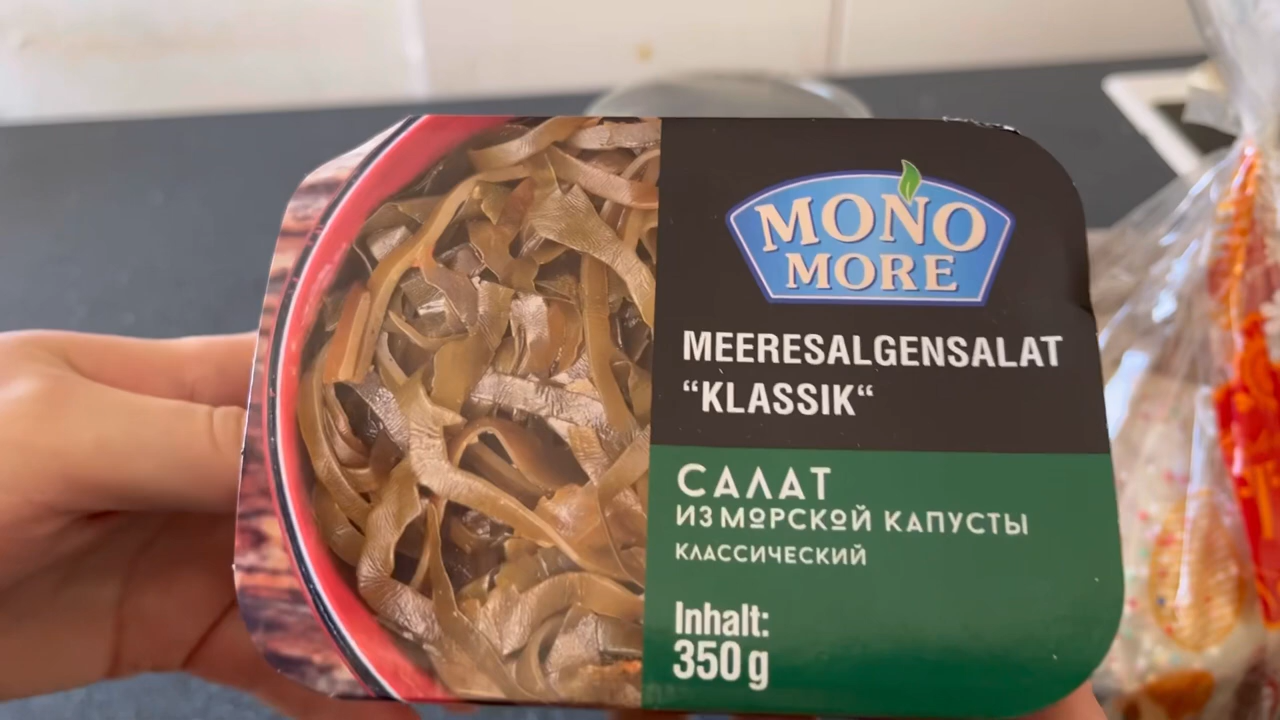 MONO
MORE
MEERESALGENSALAT
“KLASSIK“
САЛАТ
ИЗ МОРСКОЙ КАПУСТЫ
КЛАССИЧЕСКИЙ
Inhalt:
350 g